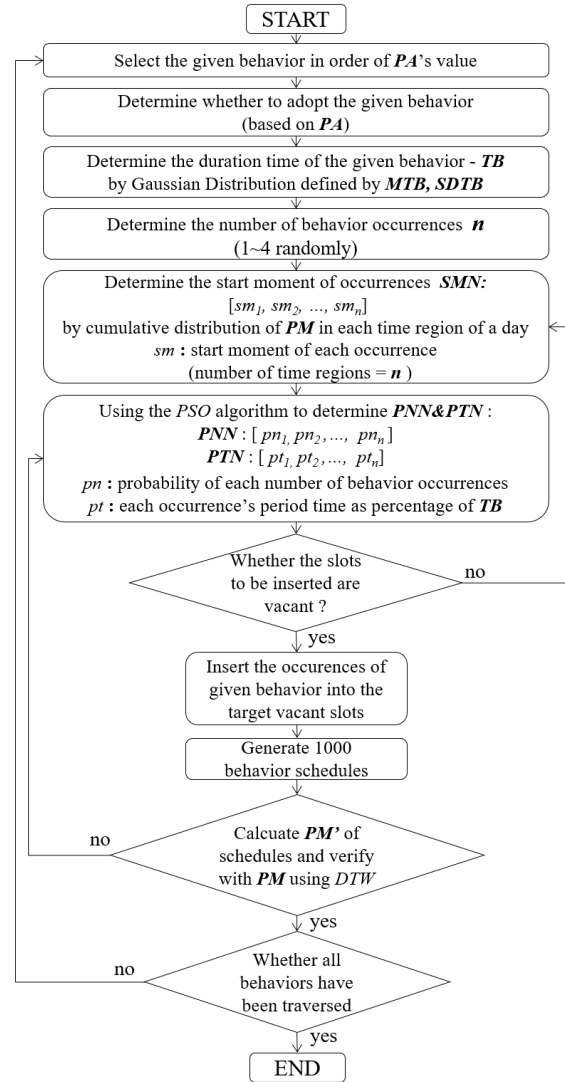 START
Select the given behavior in order of PA's value
Determine whether to adopt the given behavior
(based on PA)
Determine the duration time of the given behavior - TB
by Gaussian Distribution defined by MTB, SDTB
Determine the number of behavior occurrences n
(1~4 randomly)
Determine the start moment of occurrences SMN:
[sm1, sm2, ..., smn]
by cumulative distribution of PM in each time region of a day
sm : start moment of each occurrence
(number of time regions = n )
Using the PSO algorithm to determine PNN&PTN :
PNN : [ pn1, pn2,..., pnn]
PTN : [ pt1, pt2,..., ptn]
pn : probability of each number of behavior occurrences
pt : each occurrence's period time as percentage of TB
Whether the slots
to be inserted are
vacant ?
no
yes
Insert the occurences of
given behavior into the
target vacant slots
Generate 1000
behavior schedules
no
Calcuate PM' of
schedules and verify
with PM using DTW
yes
no
Whether all
behaviors have
been traversed
yes
END